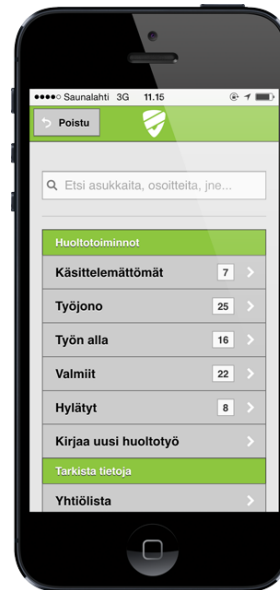 Saunalahti 3G 11.15
Poistu
Etsi asukkaita, osoitteita, jne...
Huoltotoiminnot
Käsittelemättömät 7
Työjono 25
Työn alla 16
Valmiit 22
Hylätyt 8
Kirjaa uusi huoltotyö
Tarkista tietoja
Yhtiölista